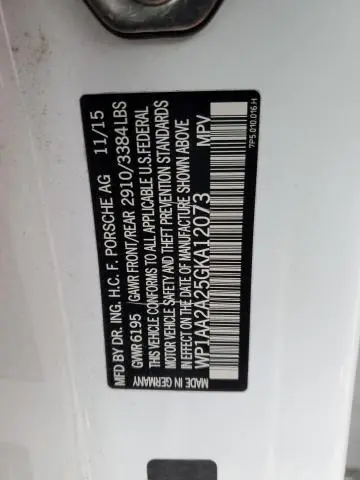 MFD BY DR. ING. H.C. F. PORSCHE AG 11/15
GVWR 6195 /GAWR FRONT/REAR 2910/3384LBS
THIS VEHICLE CONFORMS TO ALL APPLICABLE U.S.FEDERAL
MOTOR VEHICLE SAFETY AND THEFT PREVENTION STANDARDS
IN EFFECT ON THE DATE OF MANUFACTURE SHOWN ABOVE
WP1AA2A25GKA12073 MPV
MADE IN GERMANY
7P5.010.016.H